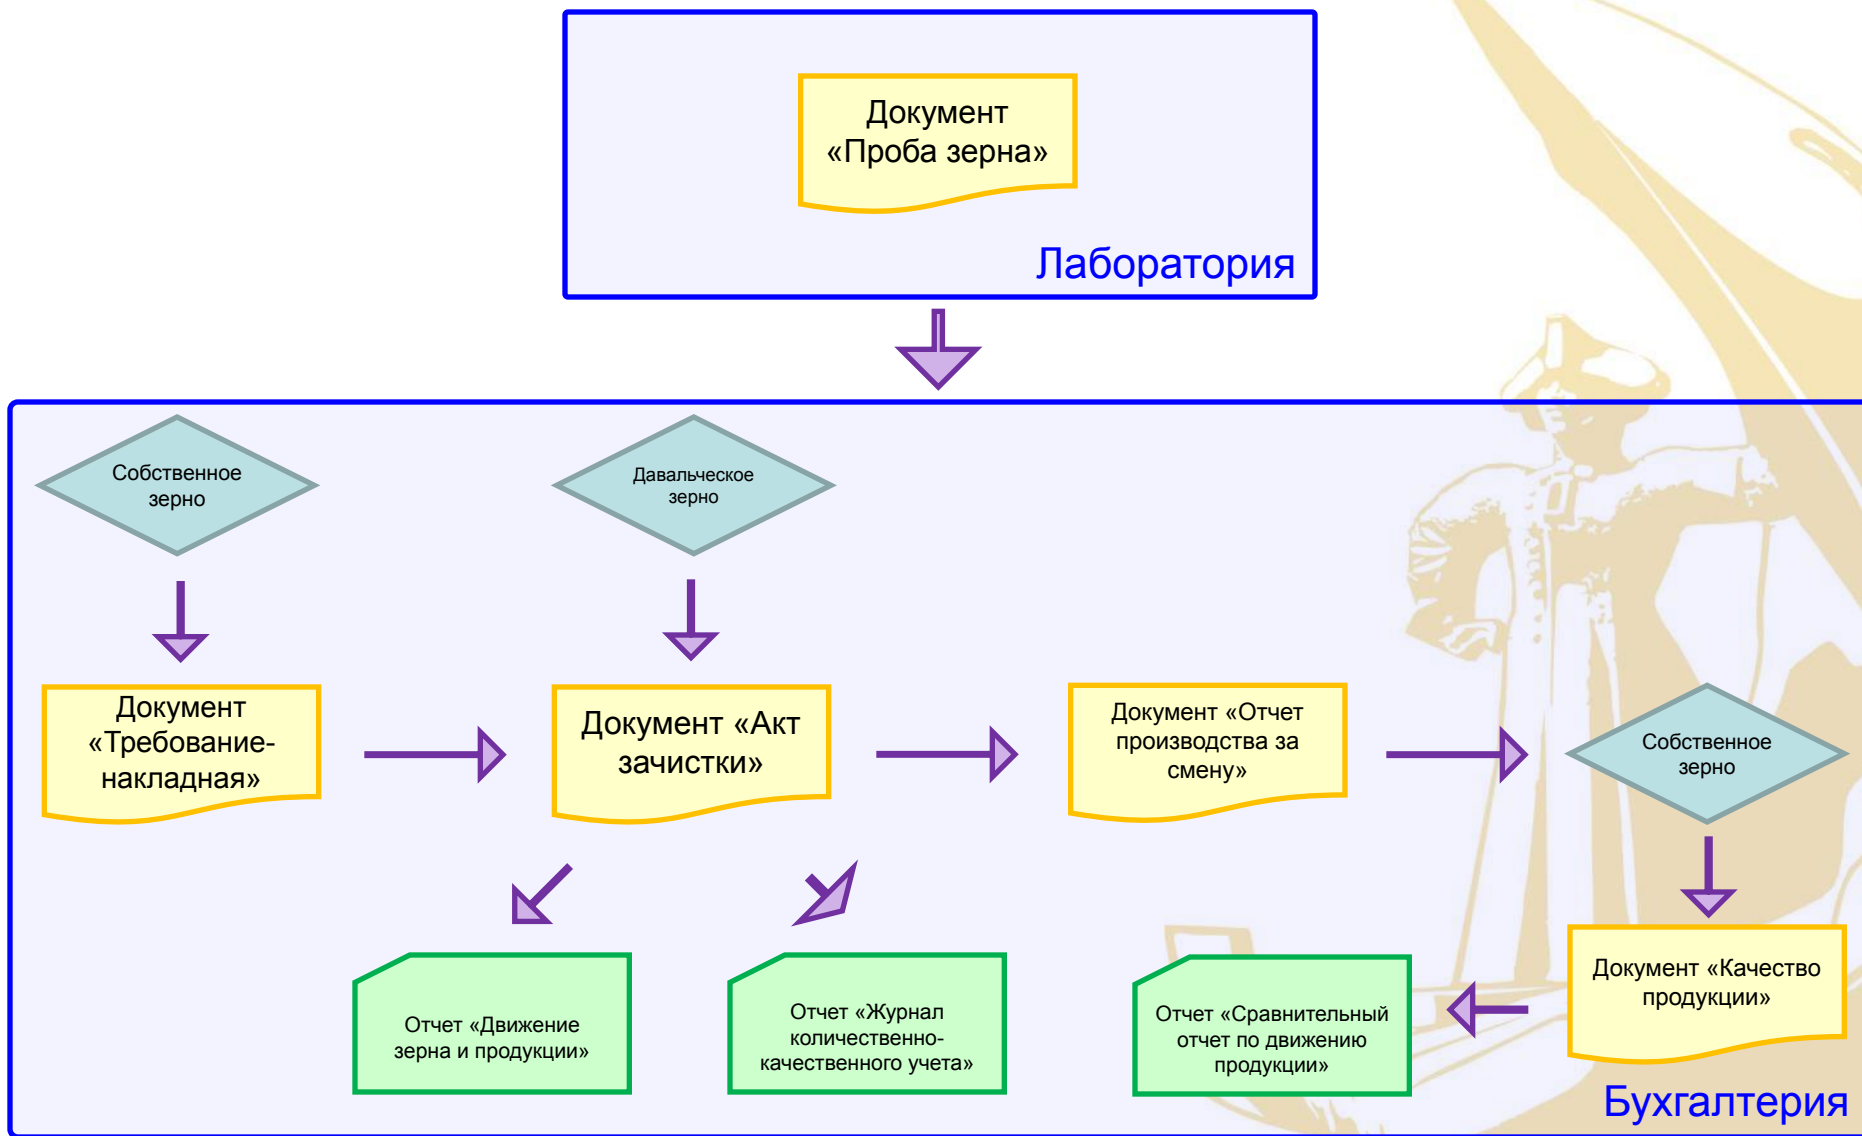 Документ
«Проба зерна»
Лаборатория
Собственное
зерно
Давальческое
зерно
Документ
«Требование-
накладная»
Документ «Акт
зачистки»
Документ «Отчет
производства за
смену»
Собственное
зерно
Отчет «Движение
зерна и продукции»
Отчет «Журнал
количественно-
качественного учета»
Отчет «Сравнительный
отчет по движению
продукции»
Документ «Качество
продукции»
Бухгалтерия